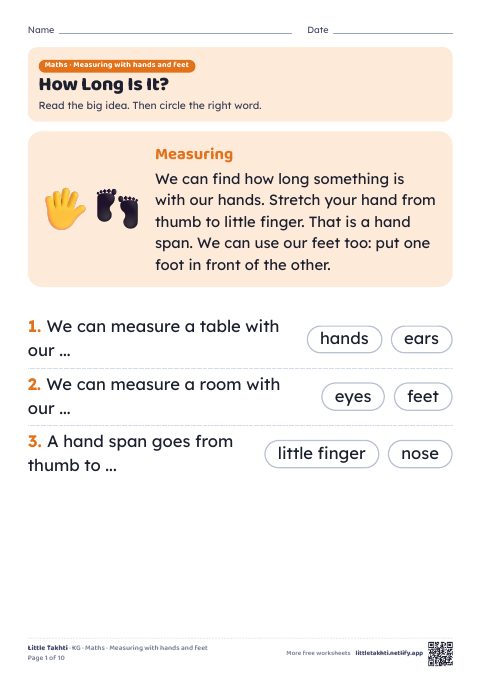 Name Date
Maths · Measuring with hands and feet
How Long Is It?
Read the big idea. Then circle the right word.
Measuring
We can find how long something is
with our hands. Stretch your hand from
thumb to little finger. That is a hand
span. We can use our feet too: put one
foot in front of the other.
1. We can measure a table with
our ...
hands ears
2. We can measure a room with
our ...
eyes feet
3. A hand span goes from
thumb to ...
little finger nose
Little Takhti · KG · Maths · Measuring with hands and feet
Page 1 of 10
More free worksheets · littletakhti.netlify.app